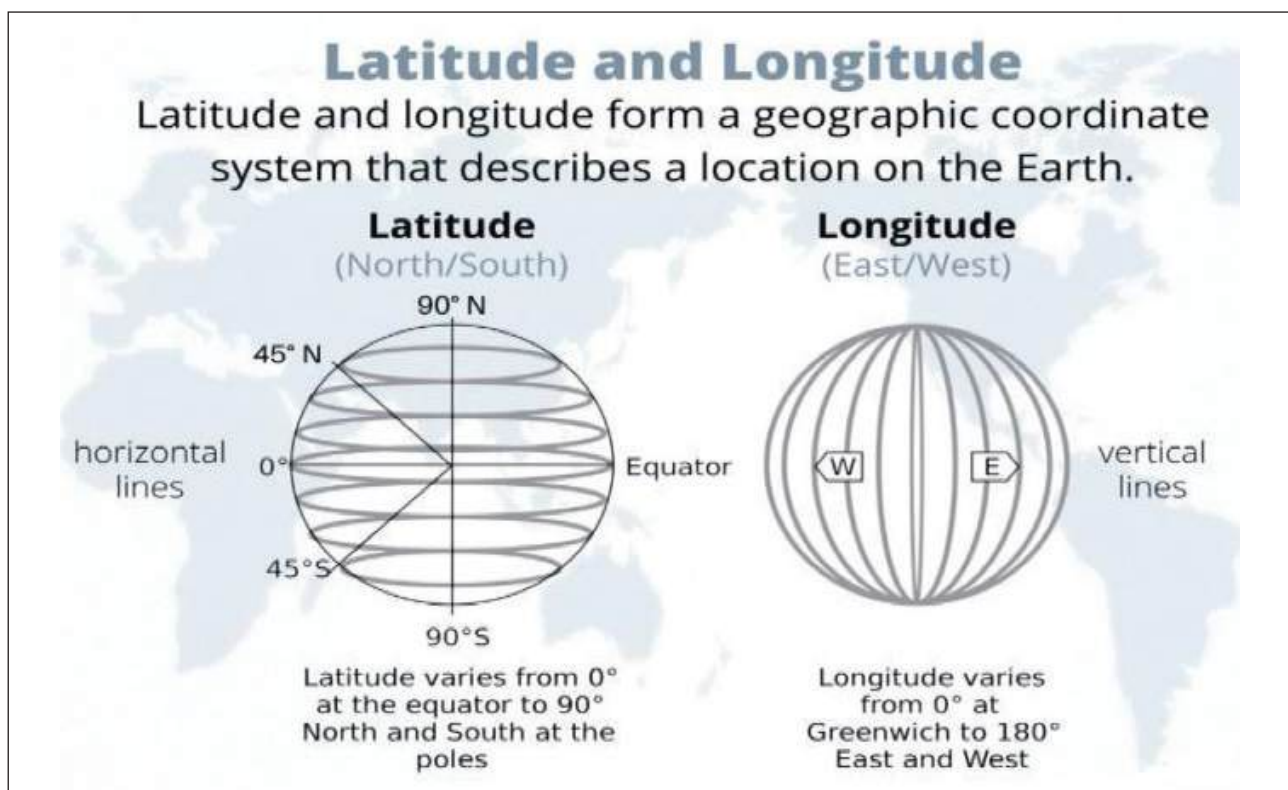 Latitude and Longitude
Latitude and longitude form a geographic coordinate
system that describes a location on the Earth.
Latitude
(North/South)
90° N
45° N
horizontal
lines
0°
Equator
45°S
90°S
Latitude varies from 0°
at the equator to 90°
North and South at the
poles
Longitude
(East/West)
W
E
vertical
lines
Longitude varies
from 0° at
Greenwich to 180°
East and West